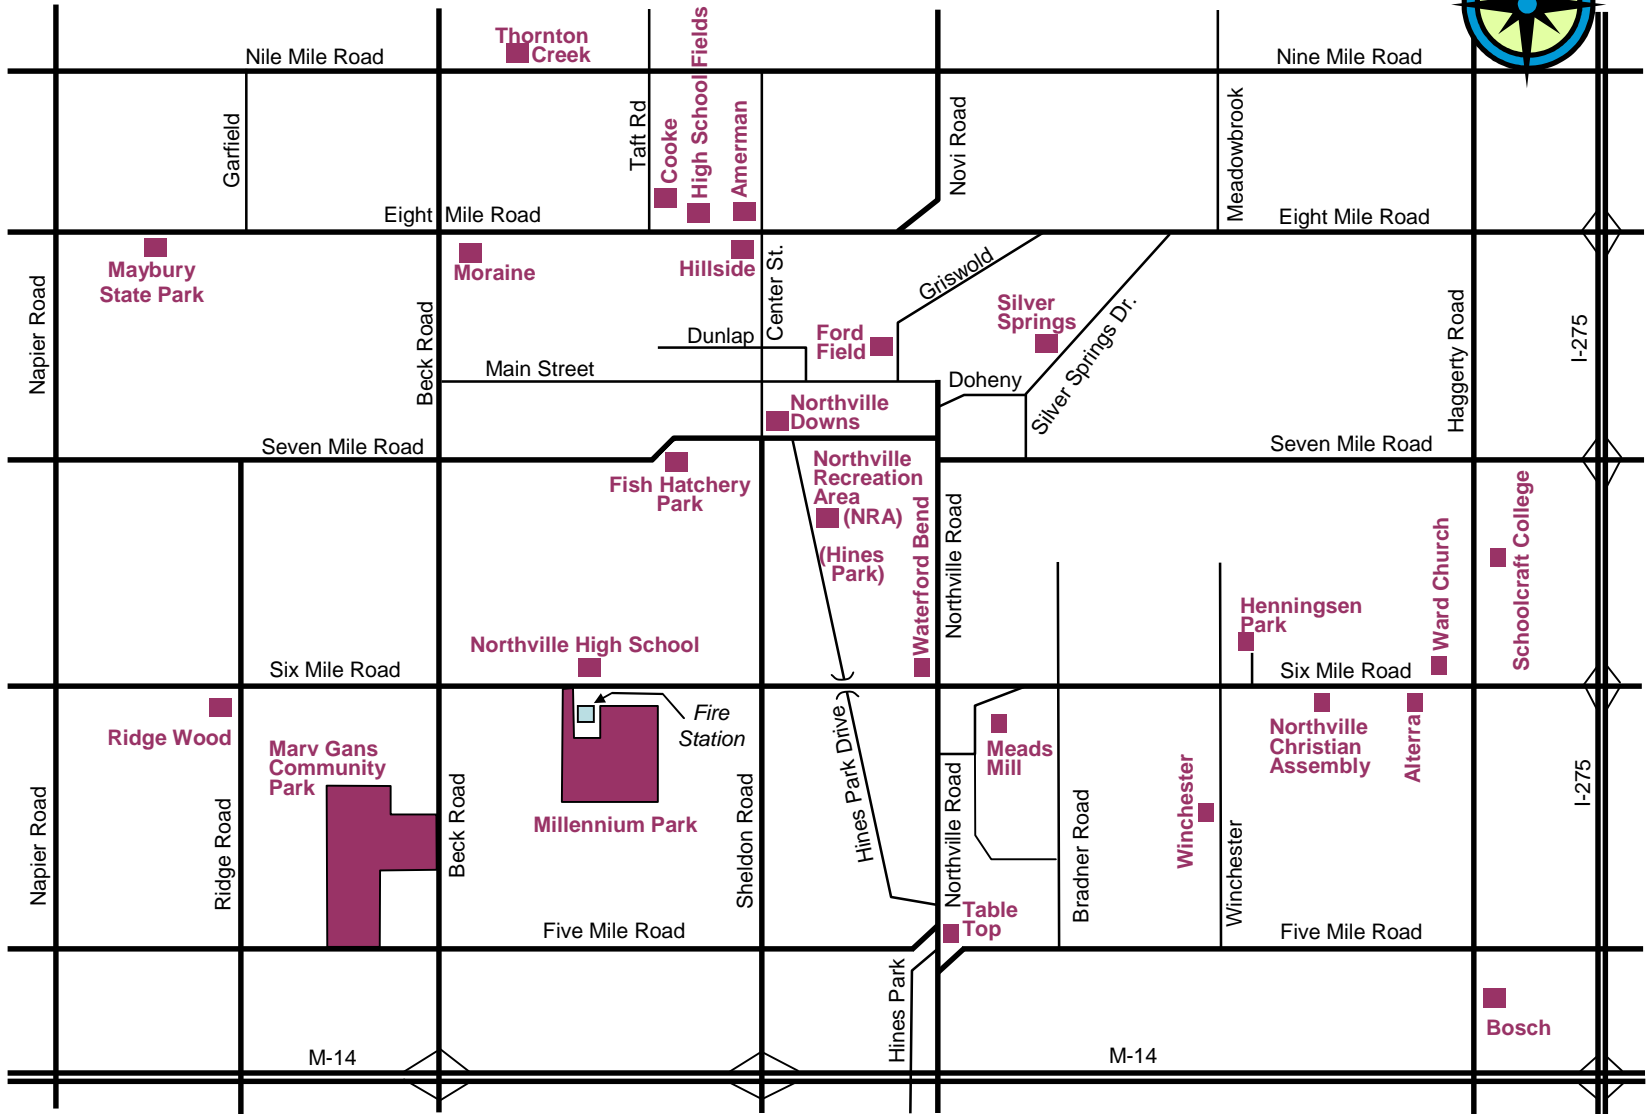 Thornton
Creek
High School Fields
Nile Mile Road
Nine Mile Road
Garfield
Taft Rd
Cooke
Amerman
Novi Road
Meadowbrook
Eight Mile Road
Eight Mile Road
Maybury
State Park
Moraine
Hillside
Center St.
Griswold
Silver
Springs
Silver Springs Dr.
Napier Road
Beck Road
Dunlap
Ford
Field
Haggerty Road
I-275
Main Street
Doheny
Northville
Downs
Seven Mile Road
Seven Mile Road
Fish Hatchery
Park
Northville
Recreation
Area
(NRA)
(Hines
Park)
Waterford Bend
Northville Road
Ward Church
Schoolcraft College
Henningsen
Park
Northville High School
Six Mile Road
Six Mile Road
Ridge Wood
Fire
Station
Marv Gans
Community
Park
Hines Park Drive
Meads
Mill
Northville
Christian
Assembly
Alterra
Winchester
Napier Road
Ridge Road
Beck Road
Millennium Park
Sheldon Road
Northville Road
Bradner Road
Winchester
I-275
Table
Top
Five Mile Road
Five Mile Road
Hines Park
Bosch
M-14
M-14